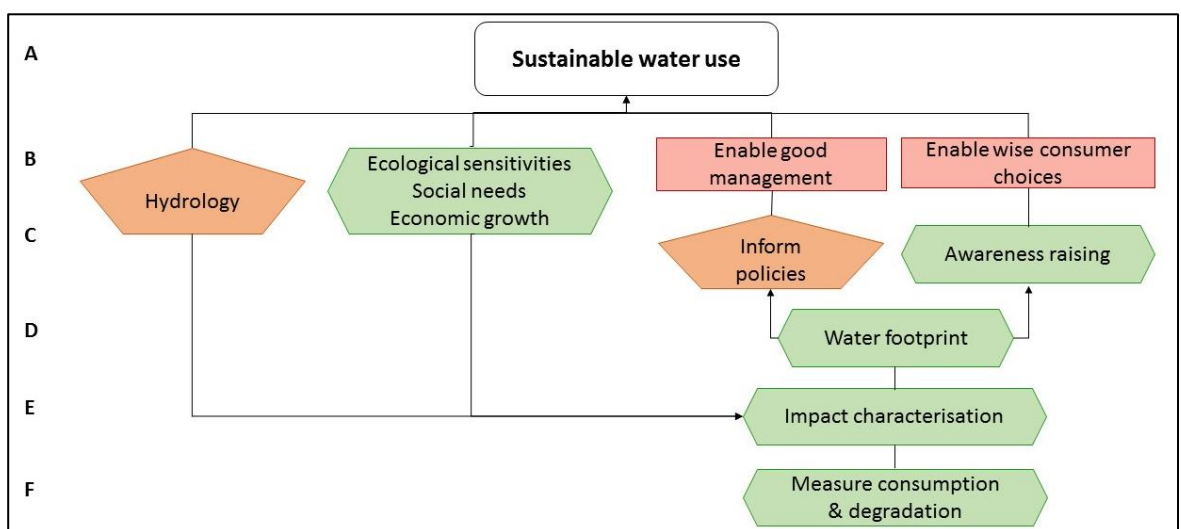 A
Sustainable water use
B
Hydrology
Ecological sensitivities
Social needs
Economic growth
Enable good
management
Enable wise consumer
choices
C
Inform
policies
Awareness raising
D
Water footprint
E
Impact characterisation
F
Measure consumption
& degradation